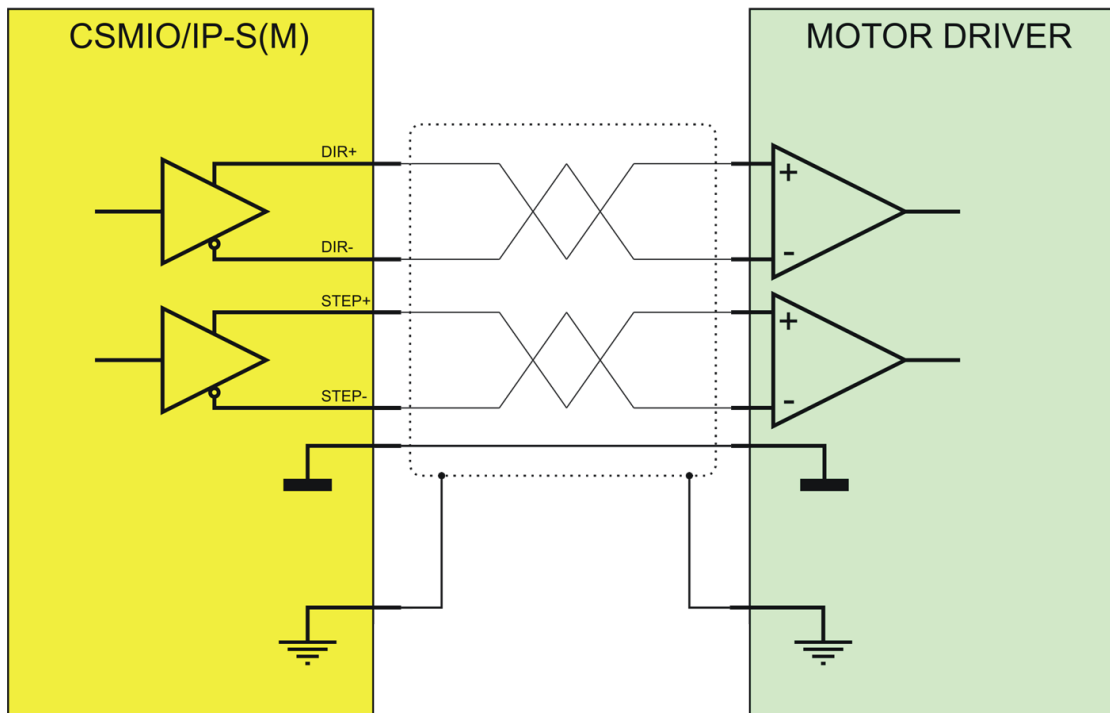 CSMIO/IP-S(M)
MOTOR DRIVER
DIR+
+
DIR-
-
STEP+
+
STEP-
-